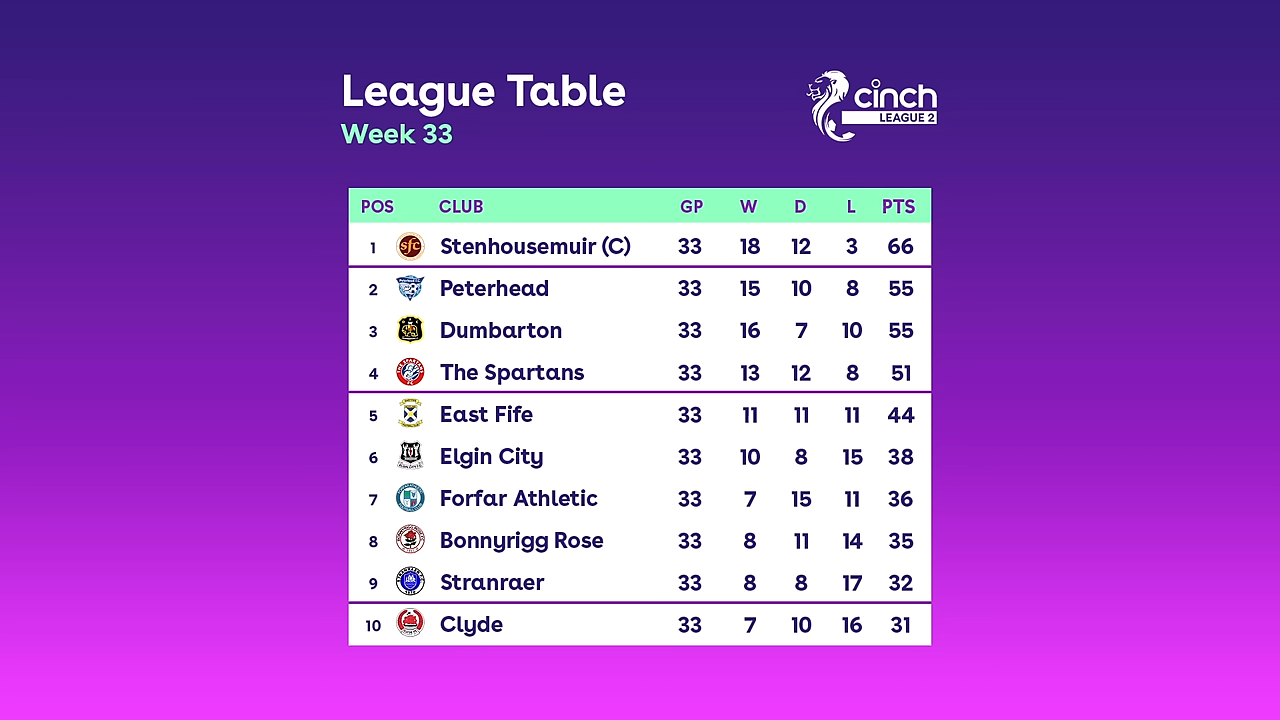 League Table
Week 33
cinch
LEAGUE 2
POS CLUB GP W D L PTS
1 sfc Stenhousemuir (C) 33 18 12 3 66
2 Peterhead 33 15 10 8 55
3 Dumbarton 33 16 7 10 55
4 The Spartans 33 13 12 8 51
5 East Fife 33 11 11 11 44
6 Elgin City 33 10 8 15 38
7 Forfar Athletic 33 7 15 11 36
8 Bonnyrigg Rose 33 8 11 14 35
9 Stranraer 33 8 8 17 32
10 Clyde 33 7 10 16 31